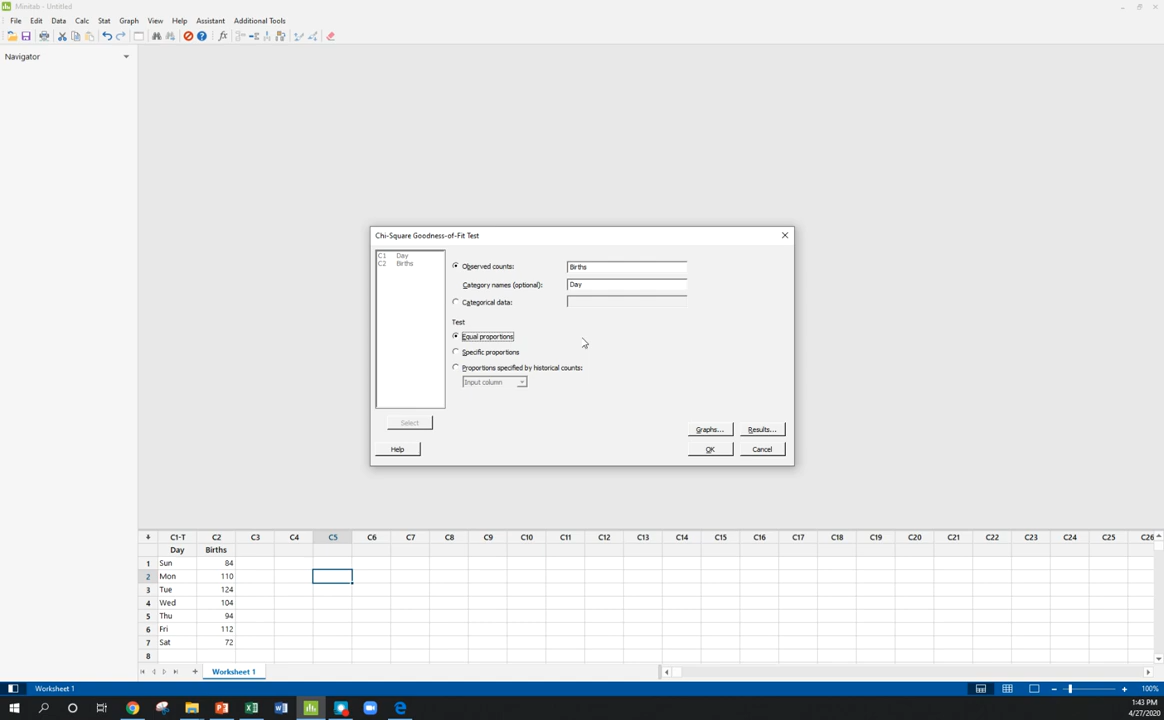 Minitab - Untitled
File Edit Data Calc Stat Graph View Help Assistant Additional Tools
Navigator
Chi-Square Goodness-of-Fit Test
C1 Day
C2 Births
Observed counts: Births
Category names (optional): Day
Categorical data:
Test
Equal proportions
Specific proportions
Proportions specified by historical counts:
Input column
Select
Graphs... Results...
Help OK Cancel
C1-T C2 C3 C4 C5 C6 C7 C8 C9 C10 C11 C12 C13 C14 C15 C16 C17 C18 C19 C20 C21 C22 C23 C24 C25 C26
Day Births
1 Sun 84
2 Mon 110
3 Tue 124
4 Wed 104
5 Thu 94
6 Fri 112
7 Sat 72
8
Worksheet 1
Worksheet 1 100%
1:43 PM
4/27/2020